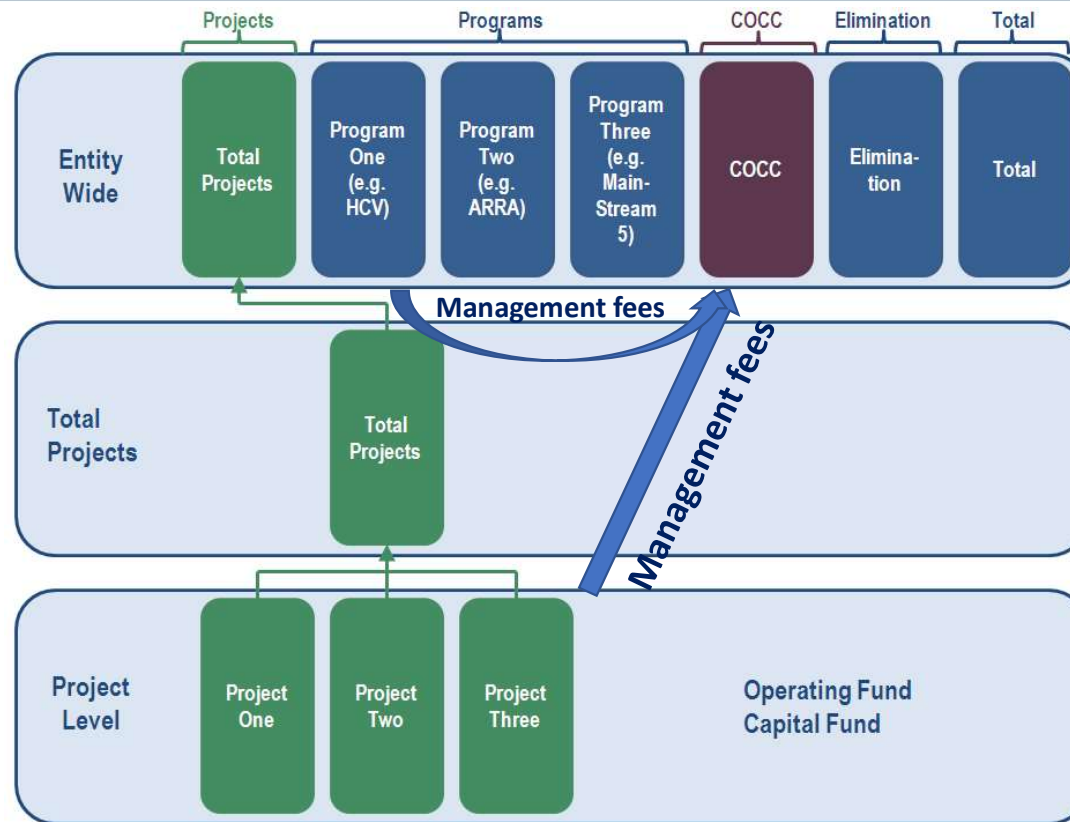 Projects
Programs
COCC
Elimination
Total
Entity
Wide
Total
Projects
Program
One
(e.g.
HCV)
Program
Two
(e.g.
ARRA)
Program
Three
(e.g.
Main-
Stream
5)
COCC
Elimina-
tion
Total
Management fees
Management fees
Total
Projects
Total
Projects
Project
Level
Project
One
Project
Two
Project
Three
Operating Fund
Capital Fund